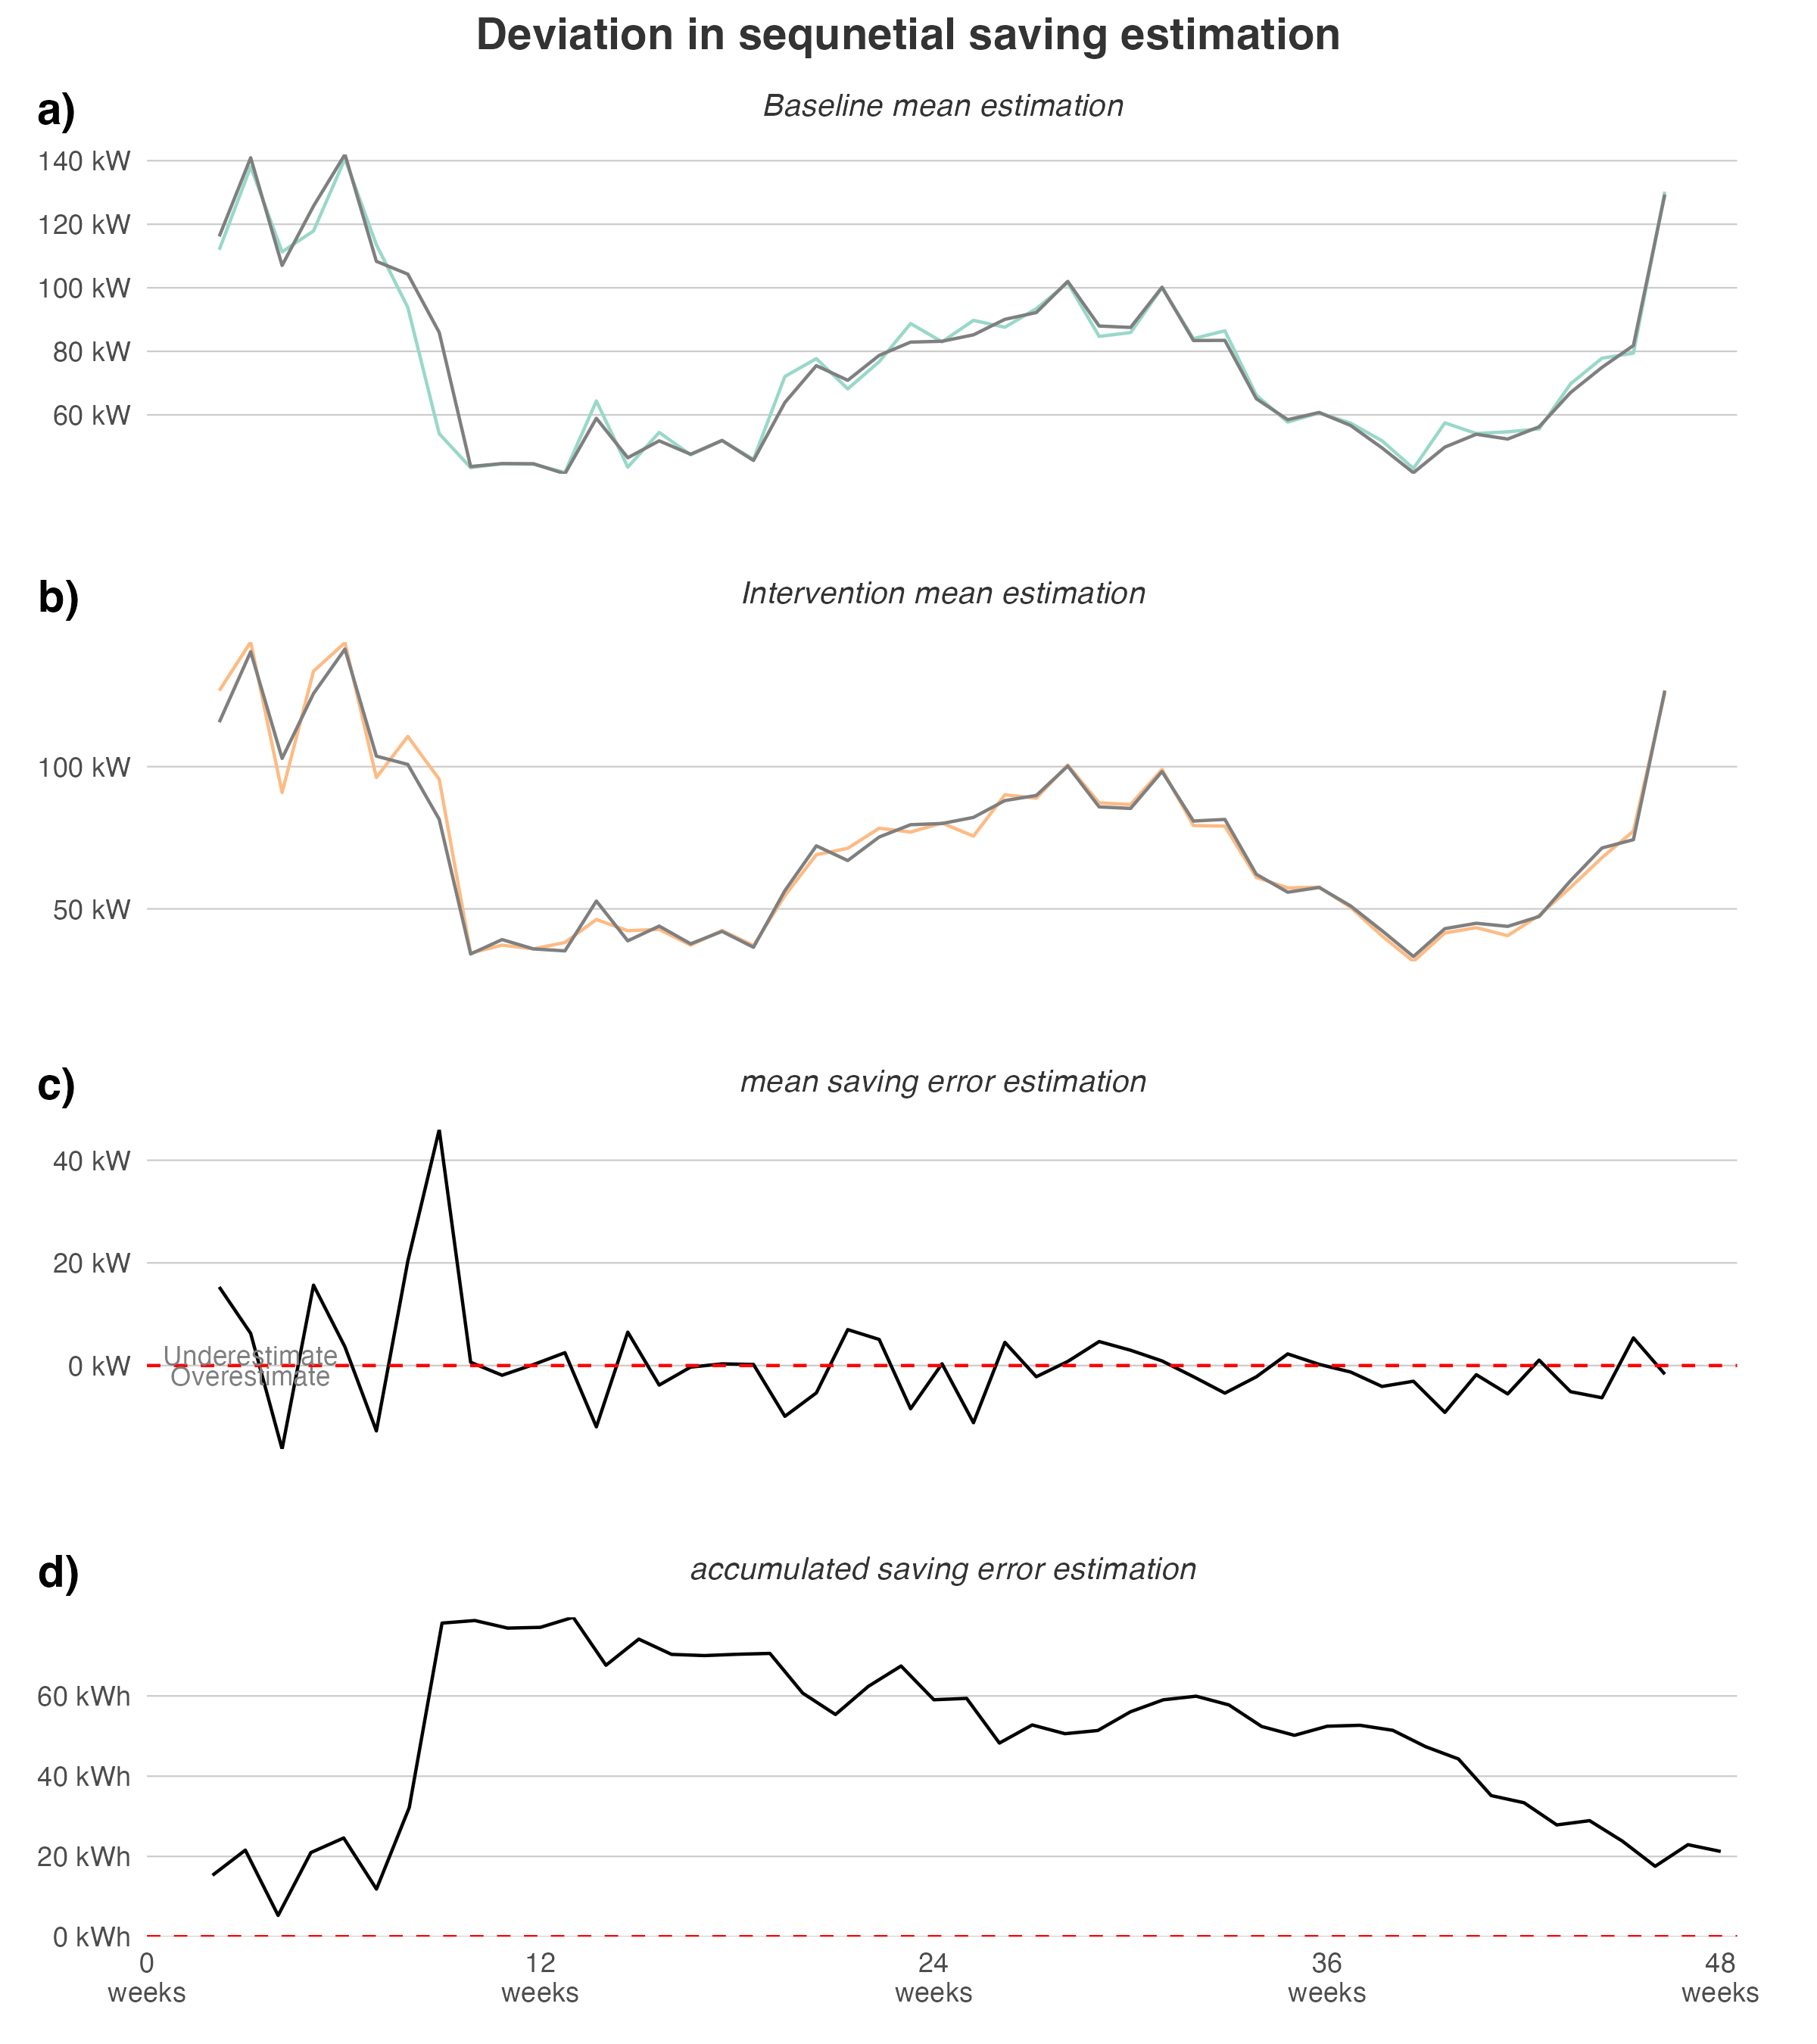 Deviation in sequnetial saving estimation
a)
Baseline mean estimation
140 kW
120 kW
100 kW
80 kW
60 kW
b)
Intervention mean estimation
100 kW
50 kW
c)
mean saving error estimation
40 kW
20 kW
0 kW
Underestimate
Overestimate
d)
accumulated saving error estimation
60 kWh
40 kWh
20 kWh
0 kWh
0 12 24 36 48
weeks weeks weeks weeks weeks